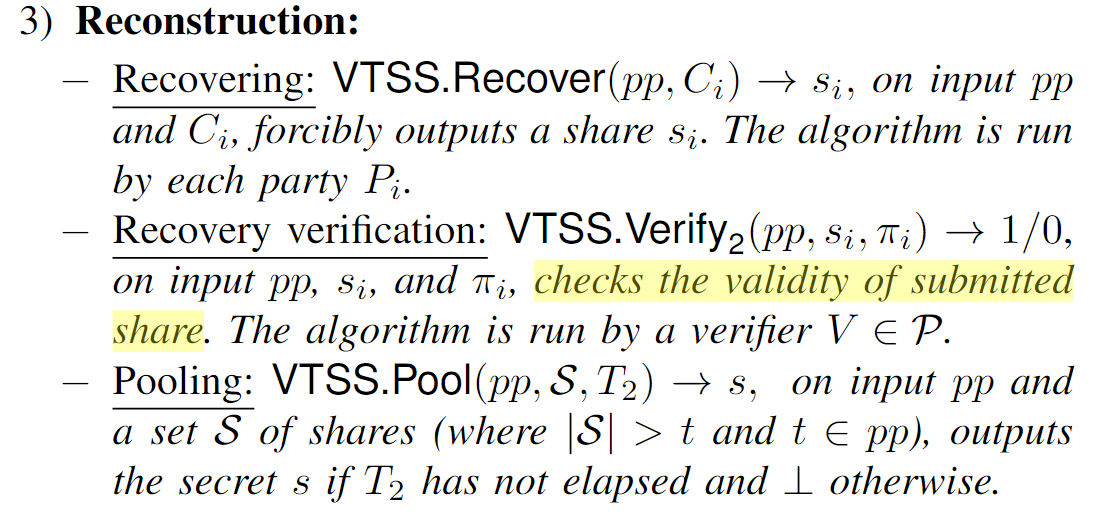 3) Reconstruction:
– Recovering: VTSS.Recover(pp, C_i) → s_i, on input pp
and C_i, forcibly outputs a share s_i. The algorithm is run
by each party P_i.
– Recovery verification: VTSS.Verify_2(pp, s_i, π_i) → 1/0,
on input pp, s_i, and π_i, checks the validity of submitted
share. The algorithm is run by a verifier V ∈ 𝒫.
– Pooling: VTSS.Pool(pp, 𝒮, T_2) → s, on input pp and
a set 𝒮 of shares (where |𝒮| > t and t ∈ pp), outputs
the secret s if T_2 has not elapsed and ⊥ otherwise.